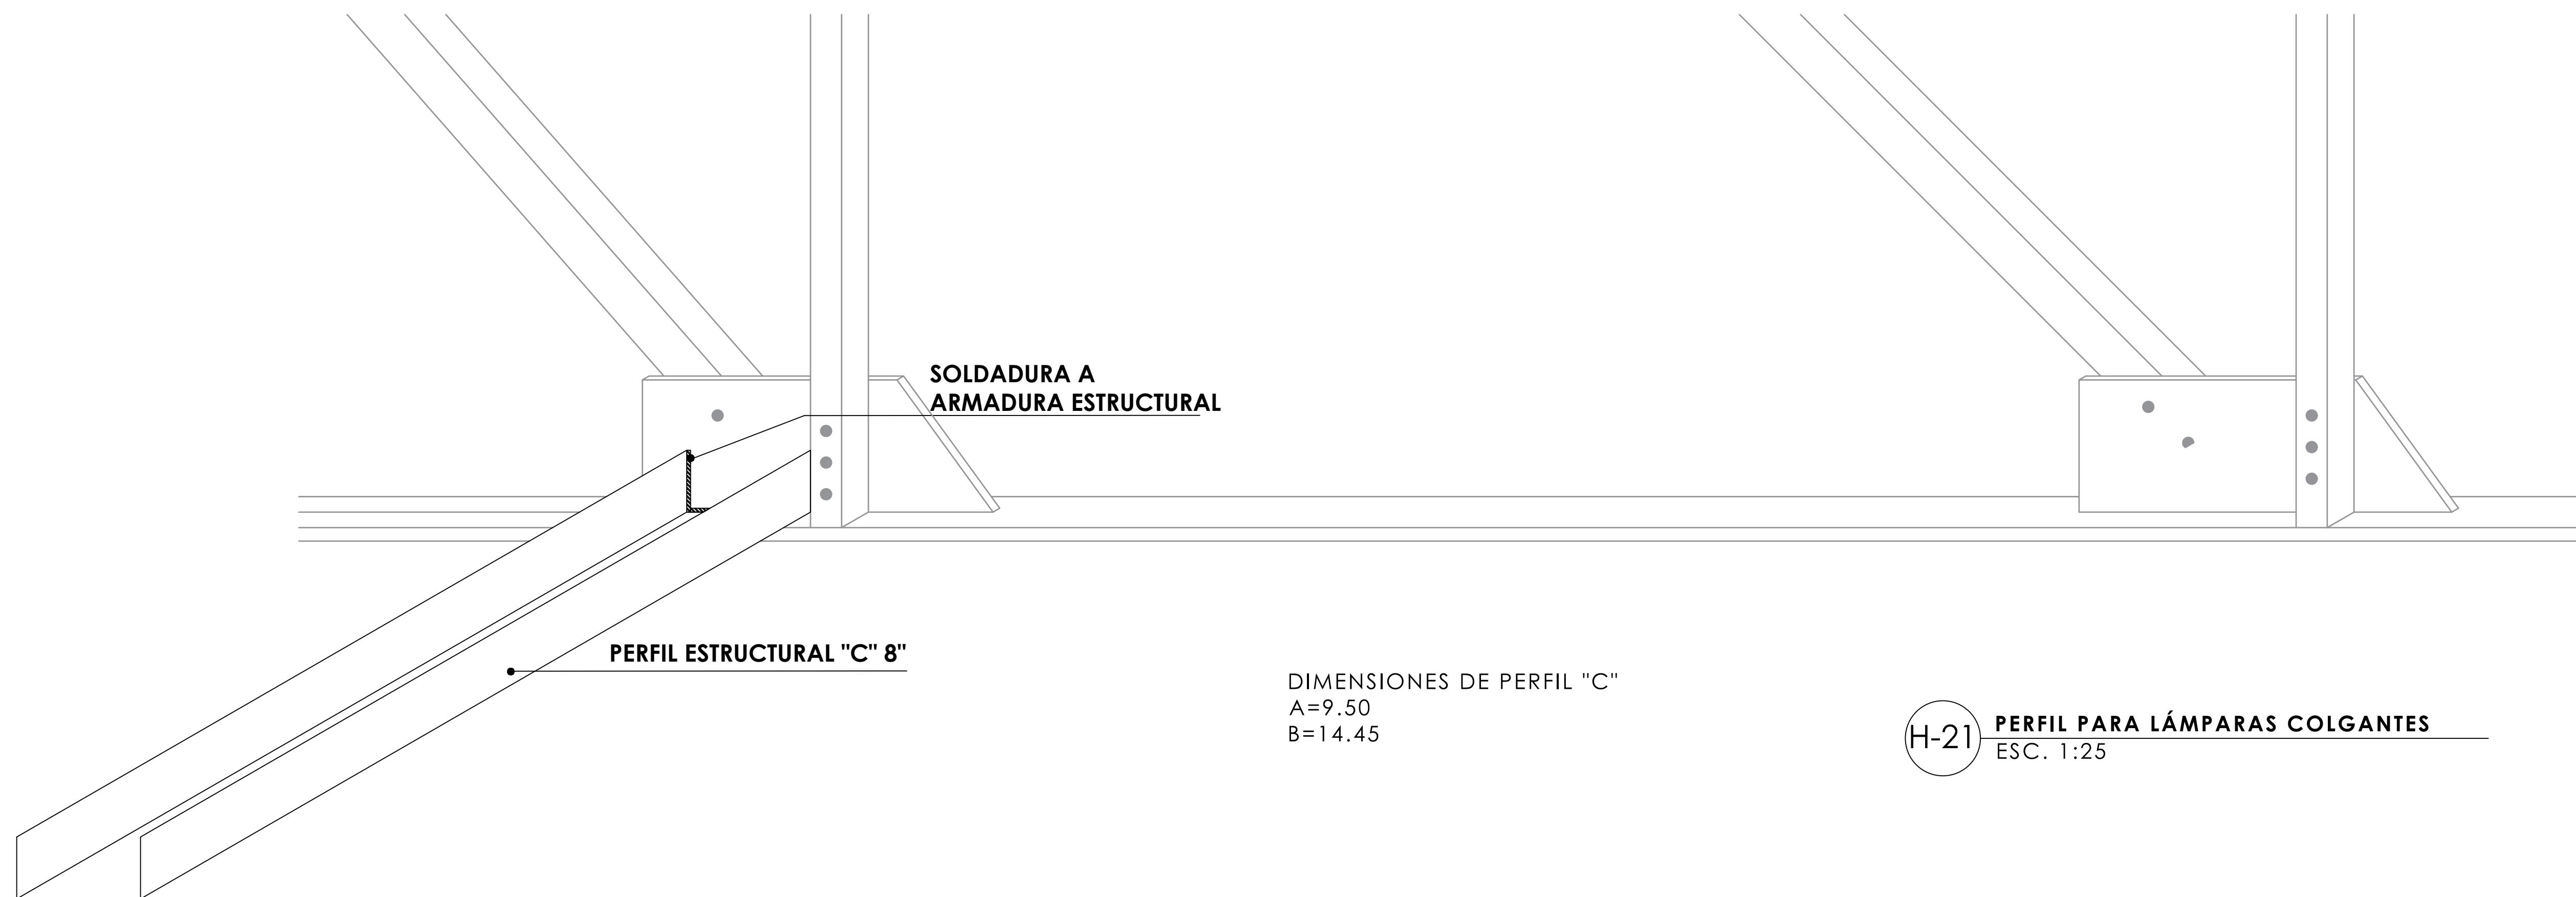 SOLDADURA A
ARMADURA ESTRUCTURAL
PERFIL ESTRUCTURAL "C" 8"
DIMENSIONES DE PERFIL "C"
A=9.50
B=14.45
H-21
PERFIL PARA LÁMPARAS COLGANTES
ESC. 1:25